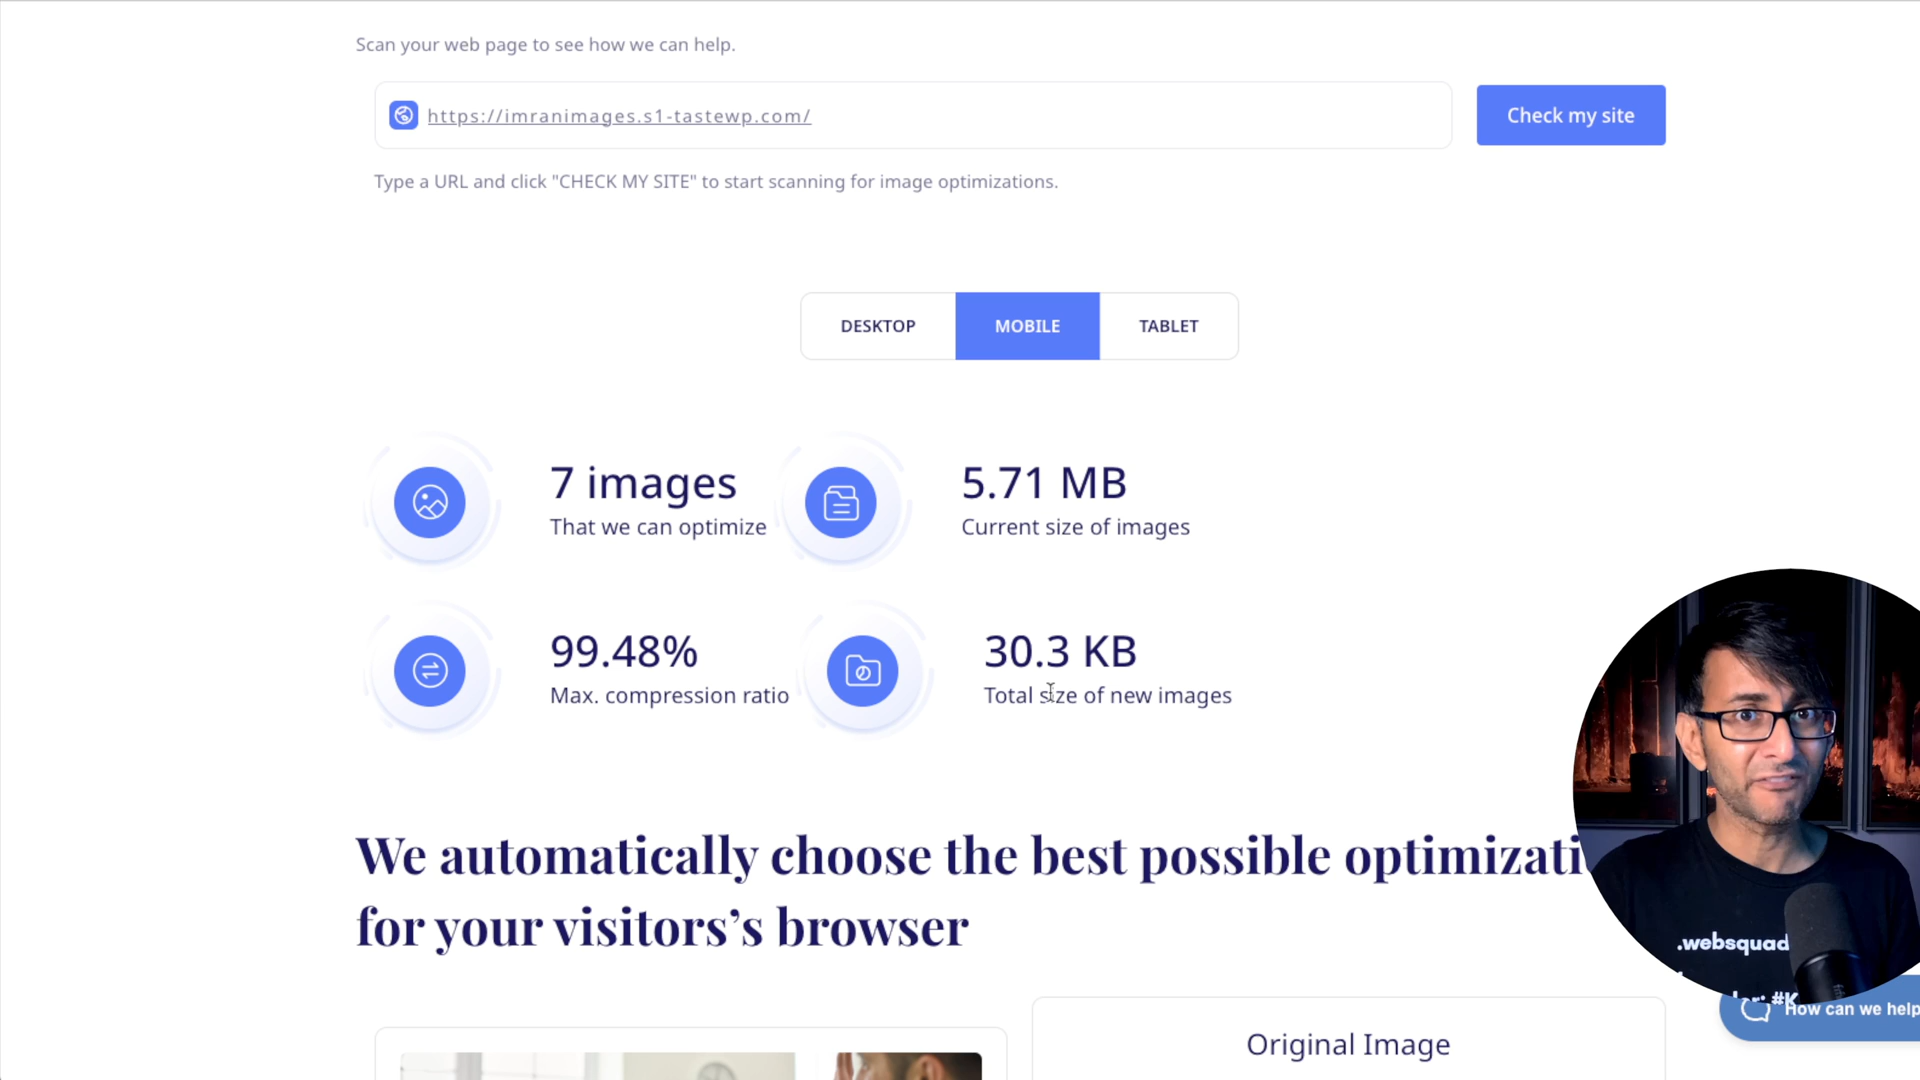 Scan your web page to see how we can help.
https://imranimages.s1-tastewp.com/
Check my site
Type a URL and click "CHECK MY SITE" to start scanning for image optimizations.
DESKTOP
MOBILE
TABLET
7 images
That we can optimize
5.71 MB
Current size of images
99.48%
Max. compression ratio
30.3 KB
Total size of new images
We automatically choose the best possible
for your visitors’s browser
.websquad
How can we help
Original Image